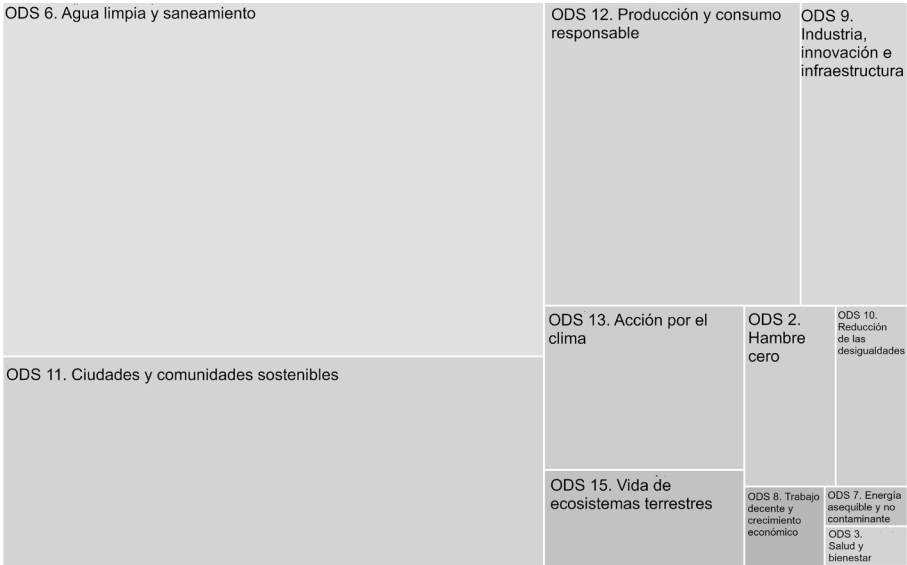 ODS 6. Agua limpia y saneamiento
ODS 11. Ciudades y comunidades sostenibles
ODS 12. Producción y consumo
responsable
ODS 9.
Industria,
innovación e
infraestructura
ODS 13. Acción por el
clima
ODS 15. Vida de
ecosistemas terrestres
ODS 2.
Hambre
cero
ODS 10.
Reducción
de las
desigualdades
ODS 8. Trabajo
decente y
crecimiento
económico
ODS 7. Energía
asequible y no
contaminante
ODS 3.
Salud y
bienestar